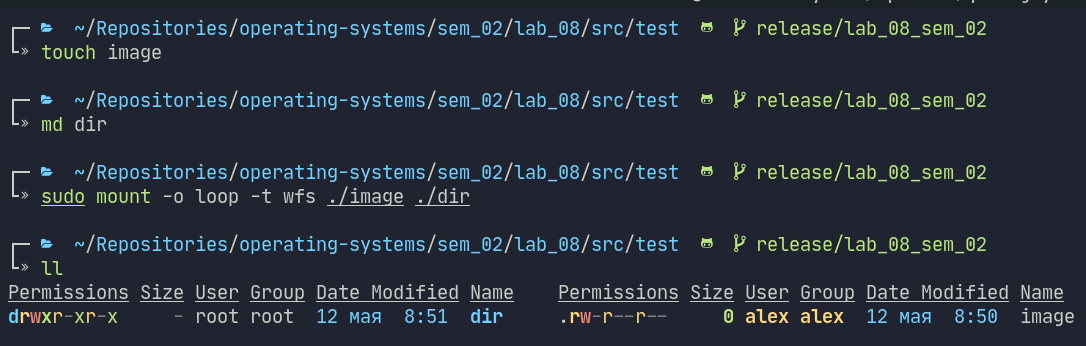 ~/Repositories/operating-systems/sem_02/lab_08/src/test release/lab_08_sem_02
» touch image
~/Repositories/operating-systems/sem_02/lab_08/src/test release/lab_08_sem_02
» md dir
~/Repositories/operating-systems/sem_02/lab_08/src/test release/lab_08_sem_02
» sudo mount -o loop -t wfs ./image ./dir
~/Repositories/operating-systems/sem_02/lab_08/src/test release/lab_08_sem_02
» ll
Permissions Size User Group Date Modified Name Permissions Size User Group Date Modified Name
drwxr-xr-x - root root 12 мая 8:51 dir .rw-r--r-- 0 alex alex 12 мая 8:50 image